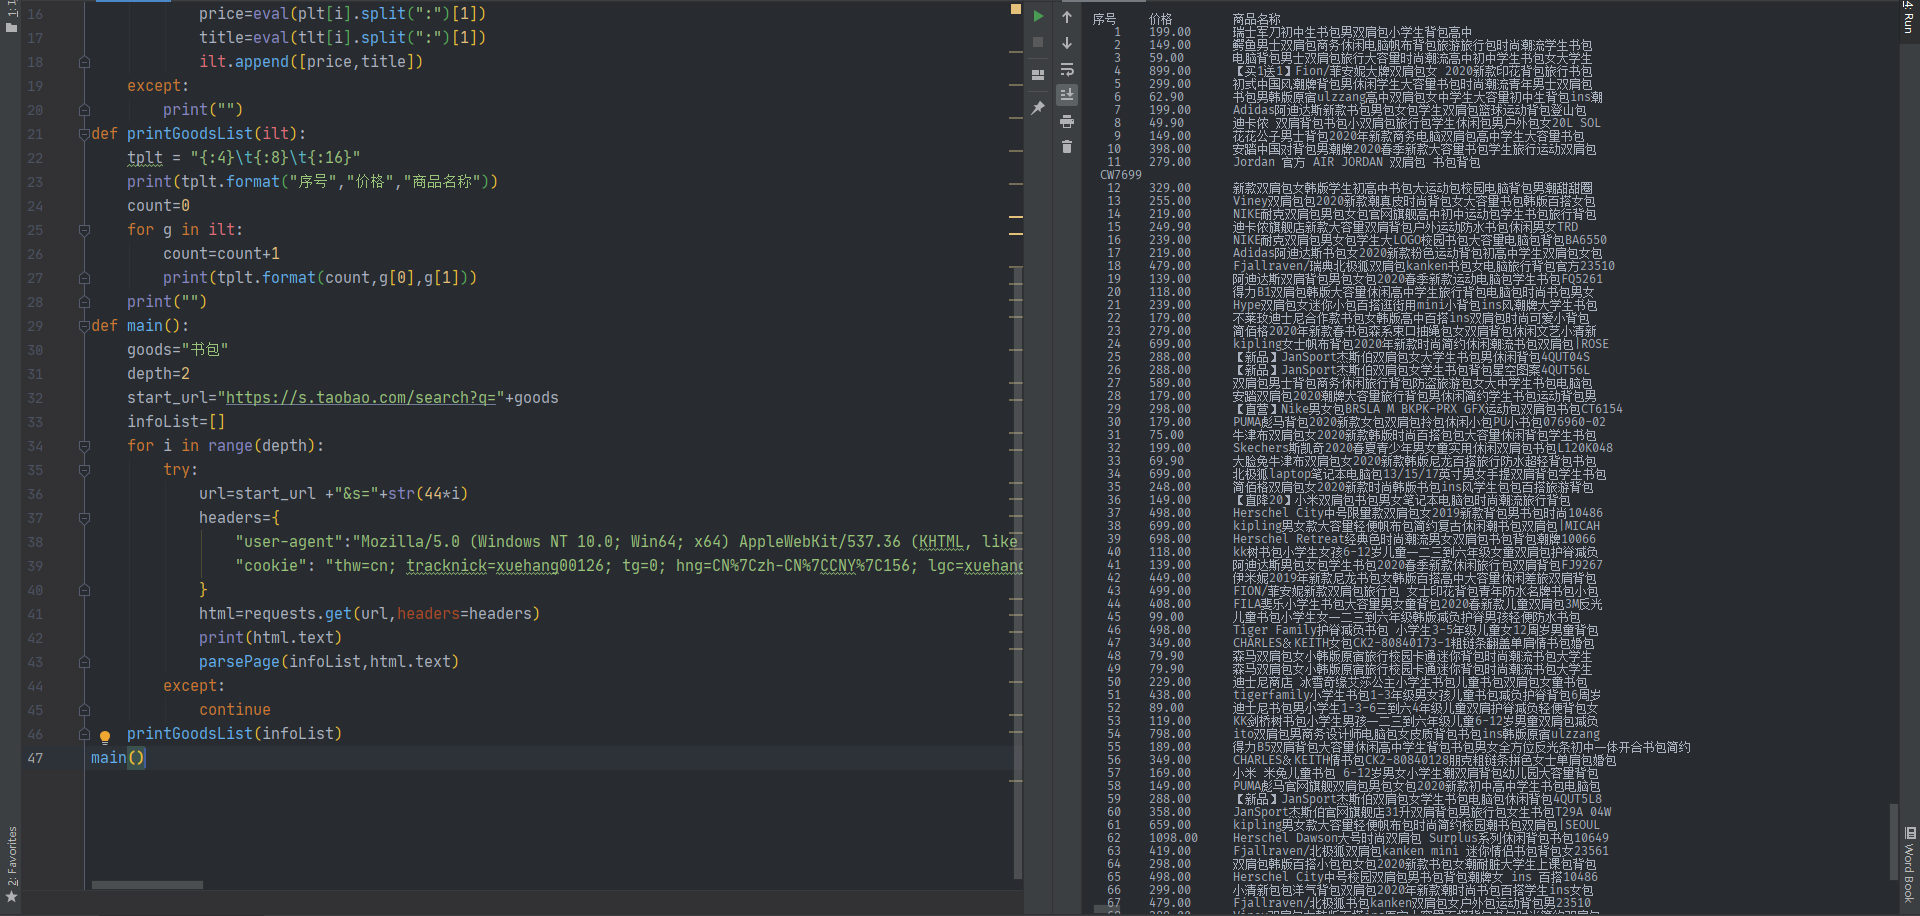 16 price=eval(plt[i].split(":")[1])
17 title=eval(tlt[i].split(":")[1])
18 ilt.append([price,title])
19 except:
20 print("")
21 def printGoodsList(ilt):
22 tplt = "{:4}\t{:8}\t{:16}"
23 print(tplt.format("序号","价格","商品名称"))
24 count=0
25 for g in ilt:
26 count=count+1
27 print(tplt.format(count,g[0],g[1]))
28 print("")
29 def main():
30 goods="书包"
31 depth=2
32 start_url="https://s.taobao.com/search?q="+goods
33 infoList=[]
34 for i in range(depth):
35 try:
36 url=start_url +"&s="+str(44*i)
37 headers={
38 "user-agent":"Mozilla/5.0 (Windows NT 10.0; Win64; x64) AppleWebKit/537.36 (KHTML, like
39 "cookie": "thw=cn; tracknick=xuehang00126; tg=0; hng=CN%7Czh-CN%7CCNY%7C156; lgc=xuehang
40 }
41 html=requests.get(url,headers=headers)
42 print(html.text)
43 parsePage(infoList,html.text)
44 except:
45 continue
46 printGoodsList(infoList)
47 main()
2: Favorites
序号 价格 商品名称
1 199.00 瑞士军刀初中生书包男双肩包小学生背包高中
2 149.00 鳄鱼男士双肩包商务休闲电脑帆布背包旅游旅行包时尚潮流学生书包
3 59.00 电脑背包男士双肩包旅行大容量时尚潮流高中初中学生书包女大学生
4 899.00 【买1送1】Fion/菲安妮大牌双肩包女 2020新款印花背包旅行书包
5 299.00 初弎中国风潮牌背包男休闲学生大容量书包时尚潮流青年男士双肩包
6 62.90 书包男韩版原宿ulzzang高中双肩包女中学生大容量初中生背包ins潮
7 199.00 Adidas阿迪达斯新款书包男包女包学生双肩包篮球运动背包登山包
8 49.90 迪卡侬 双肩背包书包小双肩包旅行包学生休闲包男户外包女20L SOL
9 149.00 花花公子男士背包2020年新款商务电脑双肩包高中学生大容量书包
10 398.00 安踏中国对背包男潮牌2020春季新款大容量书包学生旅行运动双肩包
11 279.00 Jordan 官方 AIR JORDAN 双肩包 书包背包
CW7699
12 329.00 新款双肩包女韩版学生初高中书包大运动包校园电脑背包男潮甜甜圈
13 255.00 Viney双肩包包2020新款潮真皮时尚背包女大容量书包韩版百搭女包
14 219.00 NIKE耐克双肩包男包女包官网旗舰高中初中运动包学生书包旅行背包
15 249.90 迪卡侬旗舰店新款大容量双肩背包户外运动防水书包休闲男女TRD
16 239.00 NIKE耐克双肩包男女包学生大LOGO校园书包大容量电脑包背包BA6550
17 219.00 Adidas阿迪达斯书包女2020新款粉色运动背包初高中学生双肩包女包
18 479.00 Fjallraven/瑞典北极狐双肩包kanken书包女电脑旅行背包官方23510
19 139.00 阿迪达斯双肩背包男包女包2020春季新款运动电脑包学生书包FQ5261
20 118.00 得力B1双肩包韩版大容量休闲高中学生旅行背包电脑包时尚书包男女
21 239.00 Hype双肩包女迷你小包百搭逛街用mini小背包ins风潮牌大学生书包
22 179.00 不莱玫迪士尼合作款书包女韩版高中百搭ins双肩包时尚可爱小背包
23 279.00 简佰格2020年新款春书包森系束口抽绳包女双肩背包休闲文艺小清新
24 699.00 kipling女士帆布背包2020年新款时尚简约休闲潮流书包双肩包|ROSE
25 288.00 【新品】JanSport杰斯伯双肩包女大学生书包男休闲背包4QUT04S
26 288.00 【新品】JanSport杰斯伯双肩包女学生书包背包星空图案4QUT56L
27 589.00 双肩包男士背包商务休闲旅行背包防盗旅游包女大中学生书包电脑包
28 179.00 安踏双肩包2020潮牌大容量旅行背包男休闲简约学生书包运动背包男
29 298.00 【直营】Nike男女包BRSLA M BKPK-PRX GFX运动包双肩包书包CT6154
30 179.00 PUMA彪马背包2020新款女包双肩包拎包休闲小包PU小书包076960-02
31 75.00 牛津布双肩包女2020新款韩版时尚百搭包包大容量休闲背包学生书包
32 199.00 Skechers斯凯奇2020春夏青少年男女童实用休闲双肩包书包L120K048
33 69.90 大脸兔牛津布双肩包女2020新款韩版尼龙百搭旅行防水超轻背包书包
34 699.00 北极狐laptop笔记本电脑包13/15/17英寸男女手提双肩背包学生书包
35 248.00 简佰格双肩包女2020新款时尚韩版书包ins风学生包包百搭旅游背包
36 149.00 【直降20】小米双肩包书包男女笔记本电脑包时尚潮流旅行背包
37 498.00 Herschel City中号限量款双肩包女2019新款背包男书包时尚10486
38 699.00 kipling男女款大容量轻便帆布包简约复古休闲潮书包双肩包|MICAH
39 698.00 Herschel Retreat经典色时尚潮流男女双肩包书包背包潮牌10066
40 118.00 kk树书包小学生女孩6-12岁儿童一二三到六年级女童双肩包护脊减负
41 139.00 阿迪达斯男包女包学生书包2020春季新款休闲旅行双肩背包FJ9267
42 449.00 伊米妮2019年新款尼龙书包女韩版百搭高中大容量休闲差旅双肩背包
43 499.00 FION/菲安妮新款双肩包旅行包 女士印花背包青年防水名牌书包小包
44 408.00 FILA斐乐小学生书包大容量男女童背包2020春新款儿童双肩包3M反光
45 99.00 儿童书包小学生女一二三到六年级韩版减负护脊男孩轻便防水书包
46 498.00 Tiger Family护脊减负书包 小学生3-5年级儿童女12周岁男童背包
47 349.00 CHARLES&KEITH女包CK2-80840173-1粗链条翻盖单肩情书包婚包
48 79.90 森马双肩包女小韩版原宿旅行校园卡通迷你背包时尚潮流书包大学生
49 79.90 森马双肩包女小韩版原宿旅行校园卡通迷你背包时尚潮流书包大学生
50 229.00 迪士尼商店 冰雪奇缘艾莎公主小学生书包儿童书包双肩包女童书包
51 438.00 tigerfamily小学生书包1-3年级男女孩儿童书包减负护脊背包6周岁
52 89.00 迪士尼书包男小学生1-3-6三到六4年级儿童双肩护脊减负轻便背包女
53 119.00 KK剑桥树书包小学生男孩一二三到六年级儿童6-12岁男童双肩包减负
54 798.00 ito双肩包男商务设计师电脑包女皮质背包书包ins韩版原宿ulzzang
55 189.00 得力B5双肩背包大容量休闲高中学生背包书包男女全方位反光条初中一体开合书包简约
56 349.00 CHARLES&KEITH情书包CK2-80840128朋克粗链条拼色女士单肩包婚包
57 169.00 小米 米兔儿童书包 6-12岁男女小学生潮双肩背包幼儿园大容量背包
58 149.00 PUMA彪马官网旗舰双肩包男包女包2020新款初中高中学生书包电脑包
59 288.00 【新品】JanSport杰斯伯双肩包女学生书包电脑包休闲背包4QUT5L8
60 358.00 JanSport杰斯伯官网旗舰店31升双肩背包男旅行包女生书包T29A 04W
61 659.00 kipling男女款大容量轻便帆布包时尚简约校园潮书包双肩包|SEOUL
62 1098.00 Herschel Dawson大号时尚双肩包 Surplus系列休闲背包书包10649
63 419.00 Fjallraven/北极狐双肩包kanken mini 迷你情侣书包背包女23561
64 298.00 双肩包韩版百搭小包包女包2020新款书包女潮耐脏大学生上课包背包
65 498.00 Herschel City中号校园双肩包男书包背包潮牌女 ins 百搭10486
66 299.00 小清新包包洋气背包双肩包2020年新款潮时尚书包百搭学生ins女包
67 479.00 Fjallraven/北极狐书包kanken双肩包女户外包运动背包男23510
4: Run
Word Book